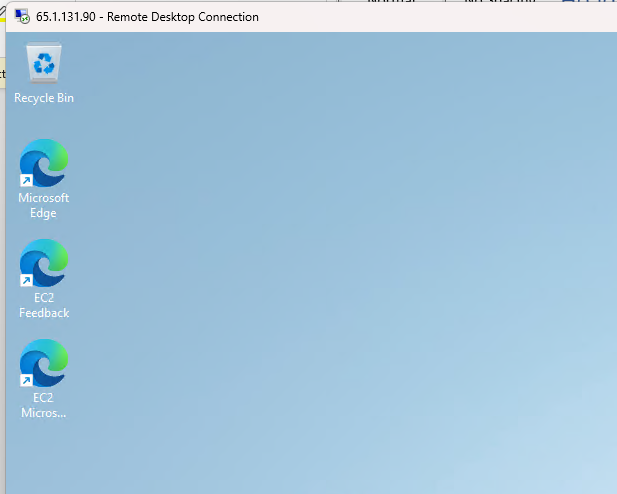 65.1.131.90 - Remote Desktop Connection
Recycle Bin
Microsoft
Edge
EC2
Feedback
EC2
Micros...